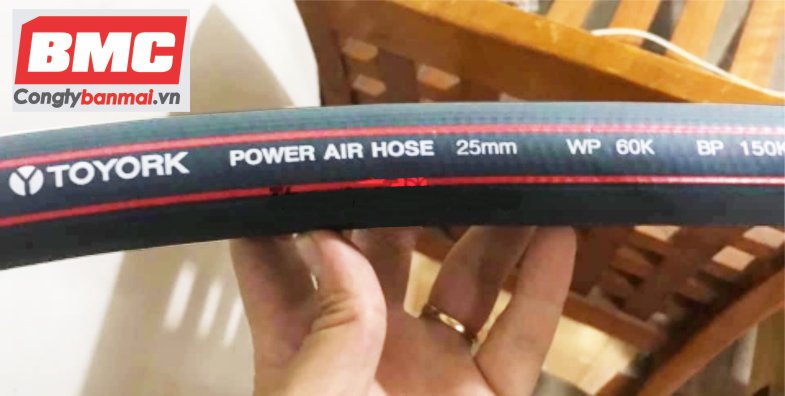 BMC
Congtybanmai.vn
TOYORK POWER AIR HOSE 25mm WP 60K BP 150K